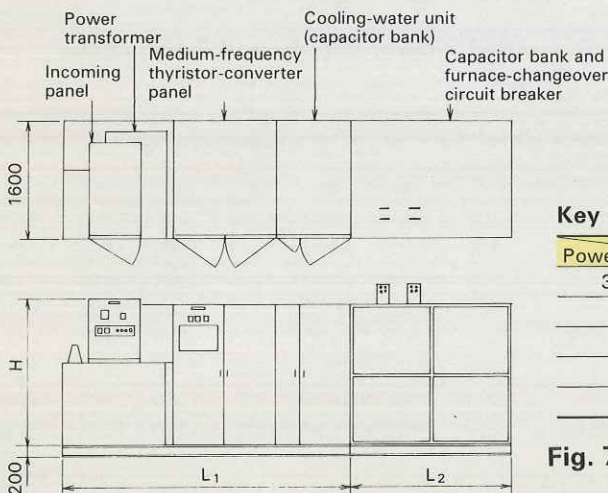 Power
transformer
Incoming
panel
Medium-frequency
thyristor-converter
panel
Cooling-water unit
(capacitor bank)
Capacitor bank and
furnace-changeover
circuit breaker
1600
H
200
L1
L2
Key
3
Fig. 7